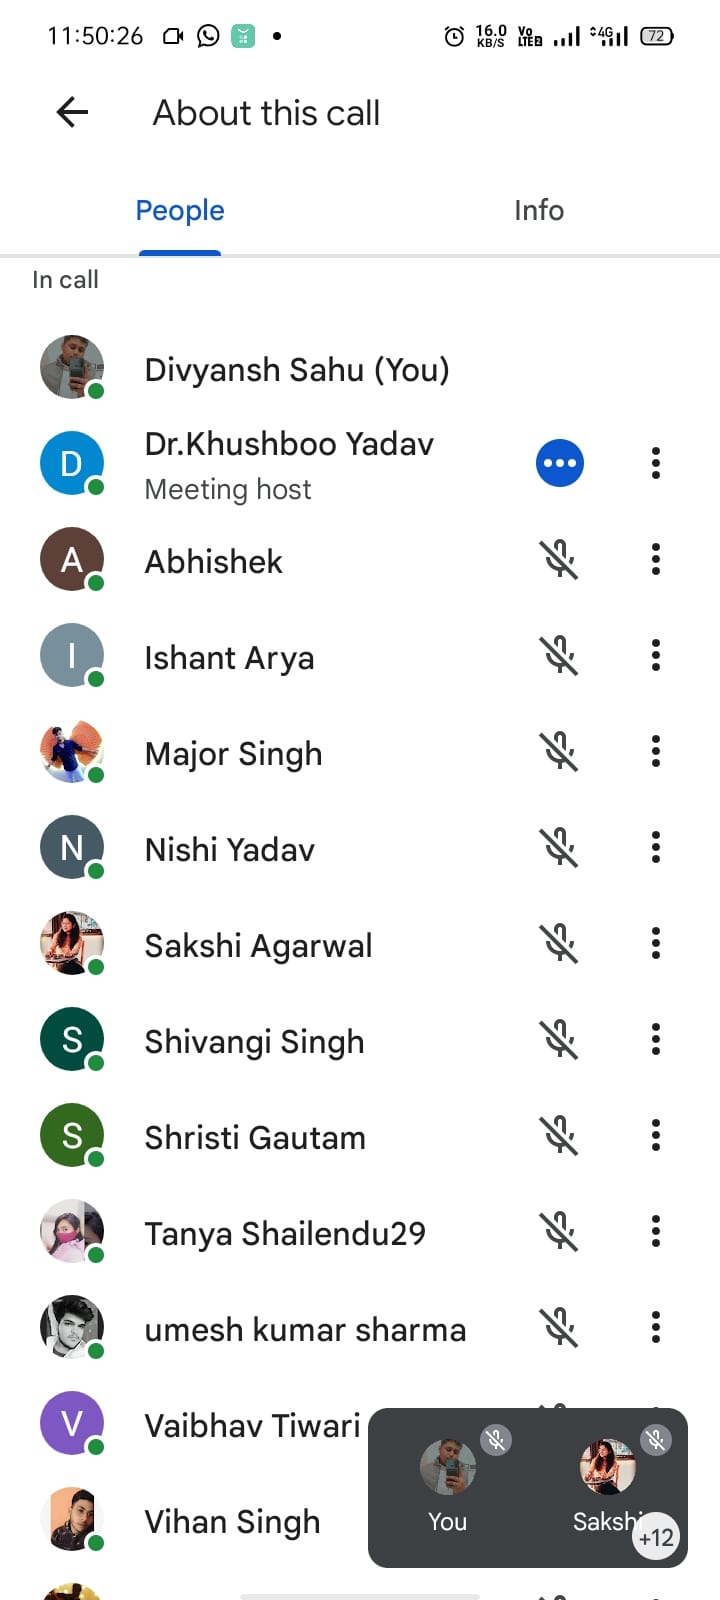 11:50:26
16.0 KB/S
Vo LTE2
4G
72
About this call
People
Info
In call
Divyansh Sahu (You)
D
Dr.Khushboo Yadav
Meeting host
A
Abhishek
I
Ishant Arya
Major Singh
N
Nishi Yadav
Sakshi Agarwal
S
Shivangi Singh
S
Shristi Gautam
Tanya Shailendu29
umesh kumar sharma
V
Vaibhav Tiwari
Vihan Singh
You
Sakshi
+12